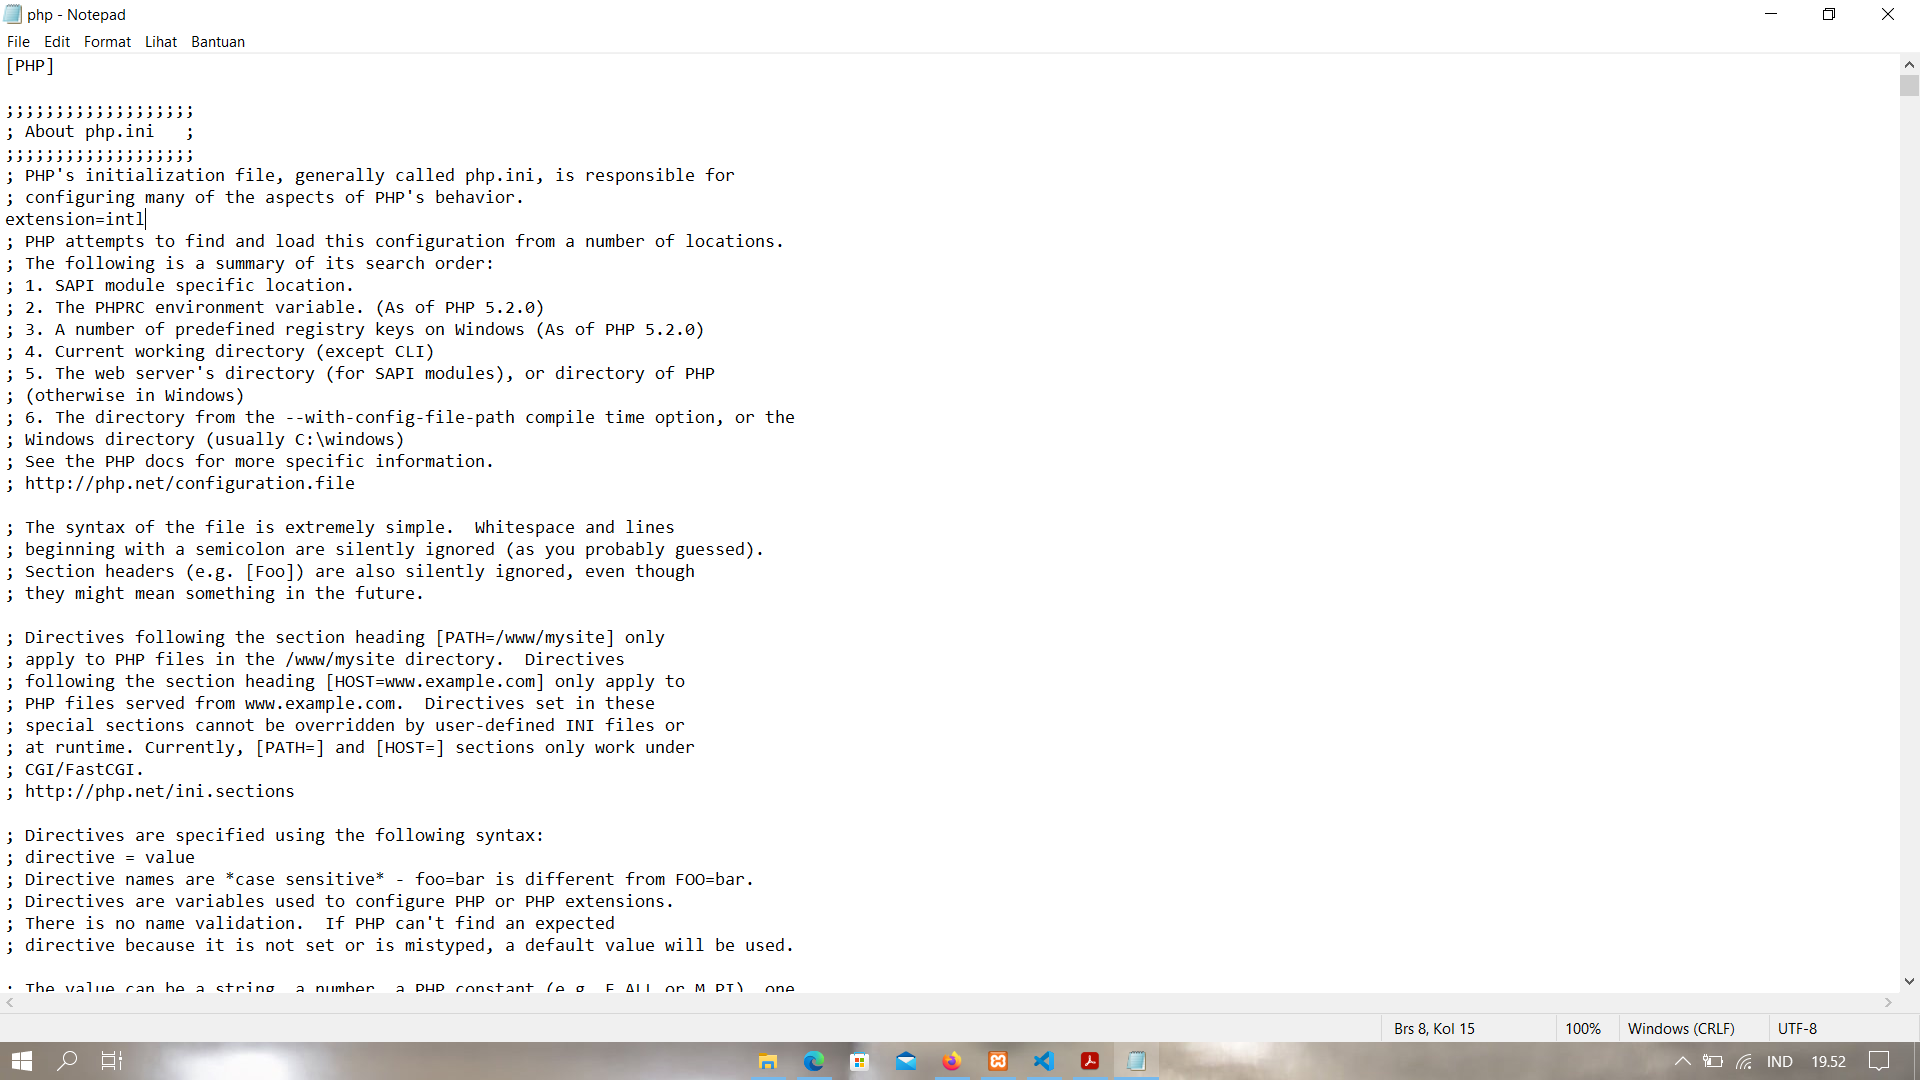 php - Notepad
File Edit Format Lihat Bantuan
[PHP]
;;;;;;;;;;;;;;;;;;;
; About php.ini   ;
;;;;;;;;;;;;;;;;;;;
; PHP's initialization file, generally called php.ini, is responsible for
; configuring many of the aspects of PHP's behavior.
extension=intl
; PHP attempts to find and load this configuration from a number of locations.
; The following is a summary of its search order:
; 1. SAPI module specific location.
; 2. The PHPRC environment variable. (As of PHP 5.2.0)
; 3. A number of predefined registry keys on Windows (As of PHP 5.2.0)
; 4. Current working directory (except CLI)
; 5. The web server's directory (for SAPI modules), or directory of PHP
; (otherwise in Windows)
; 6. The directory from the --with-config-file-path compile time option, or the
; Windows directory (usually C:\windows)
; See the PHP docs for more specific information.
; http://php.net/configuration.file
; The syntax of the file is extremely simple.  Whitespace and lines
; beginning with a semicolon are silently ignored (as you probably guessed).
; Section headers (e.g. [Foo]) are also silently ignored, even though
; they might mean something in the future.
; Directives following the section heading [PATH=/www/mysite] only
; apply to PHP files in the /www/mysite directory.  Directives
; following the section heading [HOST=www.example.com] only apply to
; PHP files served from www.example.com.  Directives set in these
; special sections cannot be overridden by user-defined INI files or
; at runtime. Currently, [PATH=] and [HOST=] sections only work under
; CGI/FastCGI.
; http://php.net/ini.sections
; Directives are specified using the following syntax:
; directive = value
; Directive names are *case sensitive* - foo=bar is different from FOO=bar.
; Directives are variables used to configure PHP or PHP extensions.
; There is no name validation.  If PHP can't find an expected
; directive because it is not set or is mistyped, a default value will be used.
; The value can be a string, a number, a PHP constant (e.g. E_ALL or M_PI), one
Brs 8, Kol 15 100% Windows (CRLF) UTF-8
IND 19.52